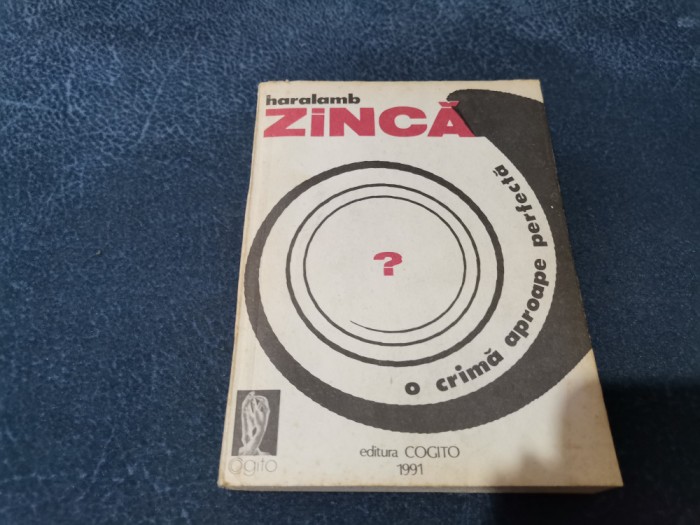 haralamb
ZiNCĂ
o crimă aproape perfectă
?
editura COGITO
1991
cogito